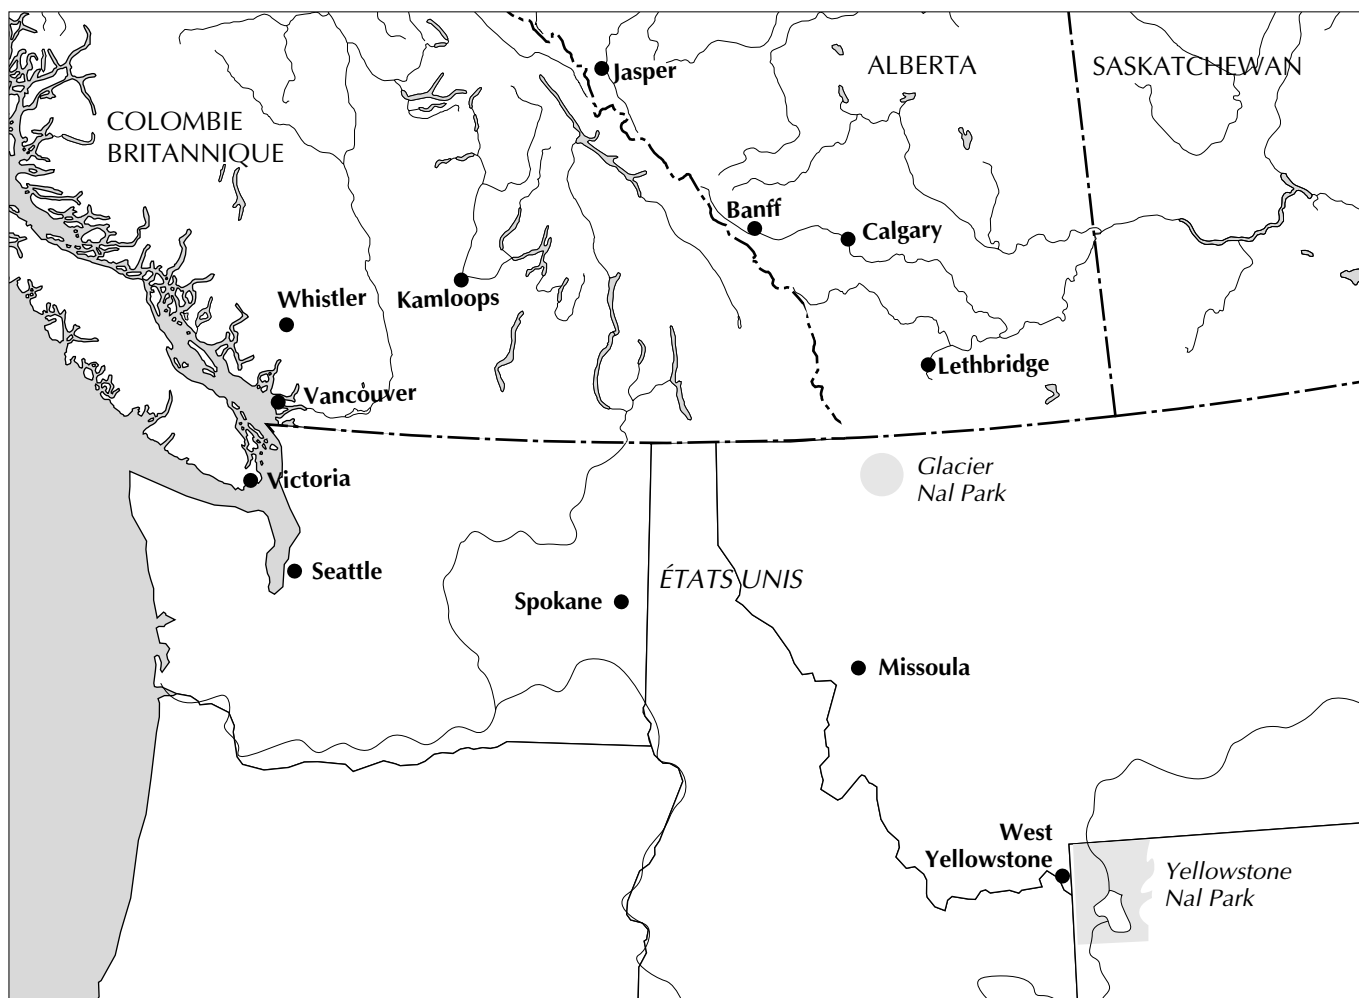 Jasper
ALBERTA
SASKATCHEWAN
COLOMBIE
BRITANNIQUE
Banff
Calgary
Whistler
Kamloops
Lethbridge
Vancouver
Glacier
Nal Park
Victoria
Seattle
ÉTATS UNIS
Spokane
Missoula
West
Yellowstone
Yellowstone
Nal Park